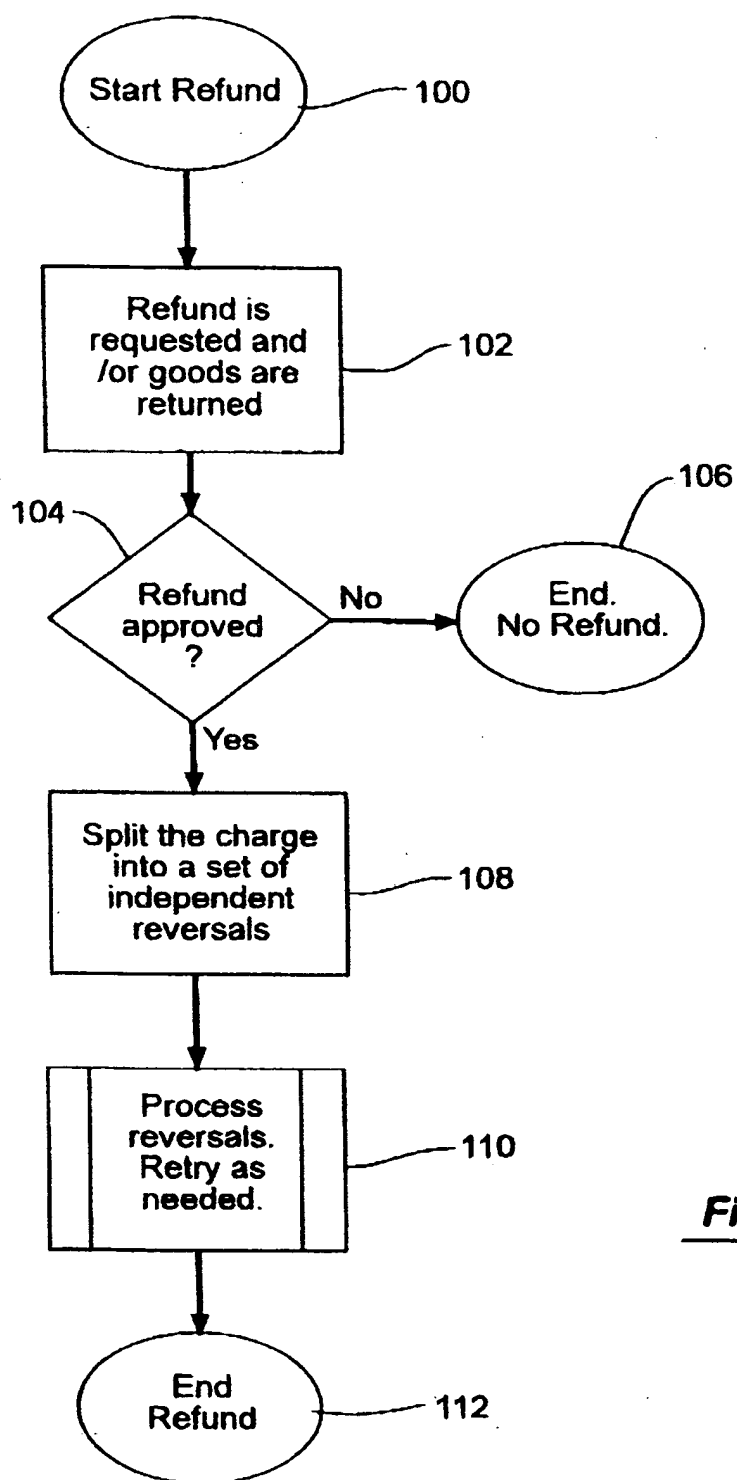 Start Refund
100
Refund is
requested and
/or goods are
returned
102
104
Refund
approved
?
No
106
End.
No Refund.
Yes
Split the charge
into a set of
independent
reversals
108
Process
reversals.
Retry as
needed.
110
End
Refund
112